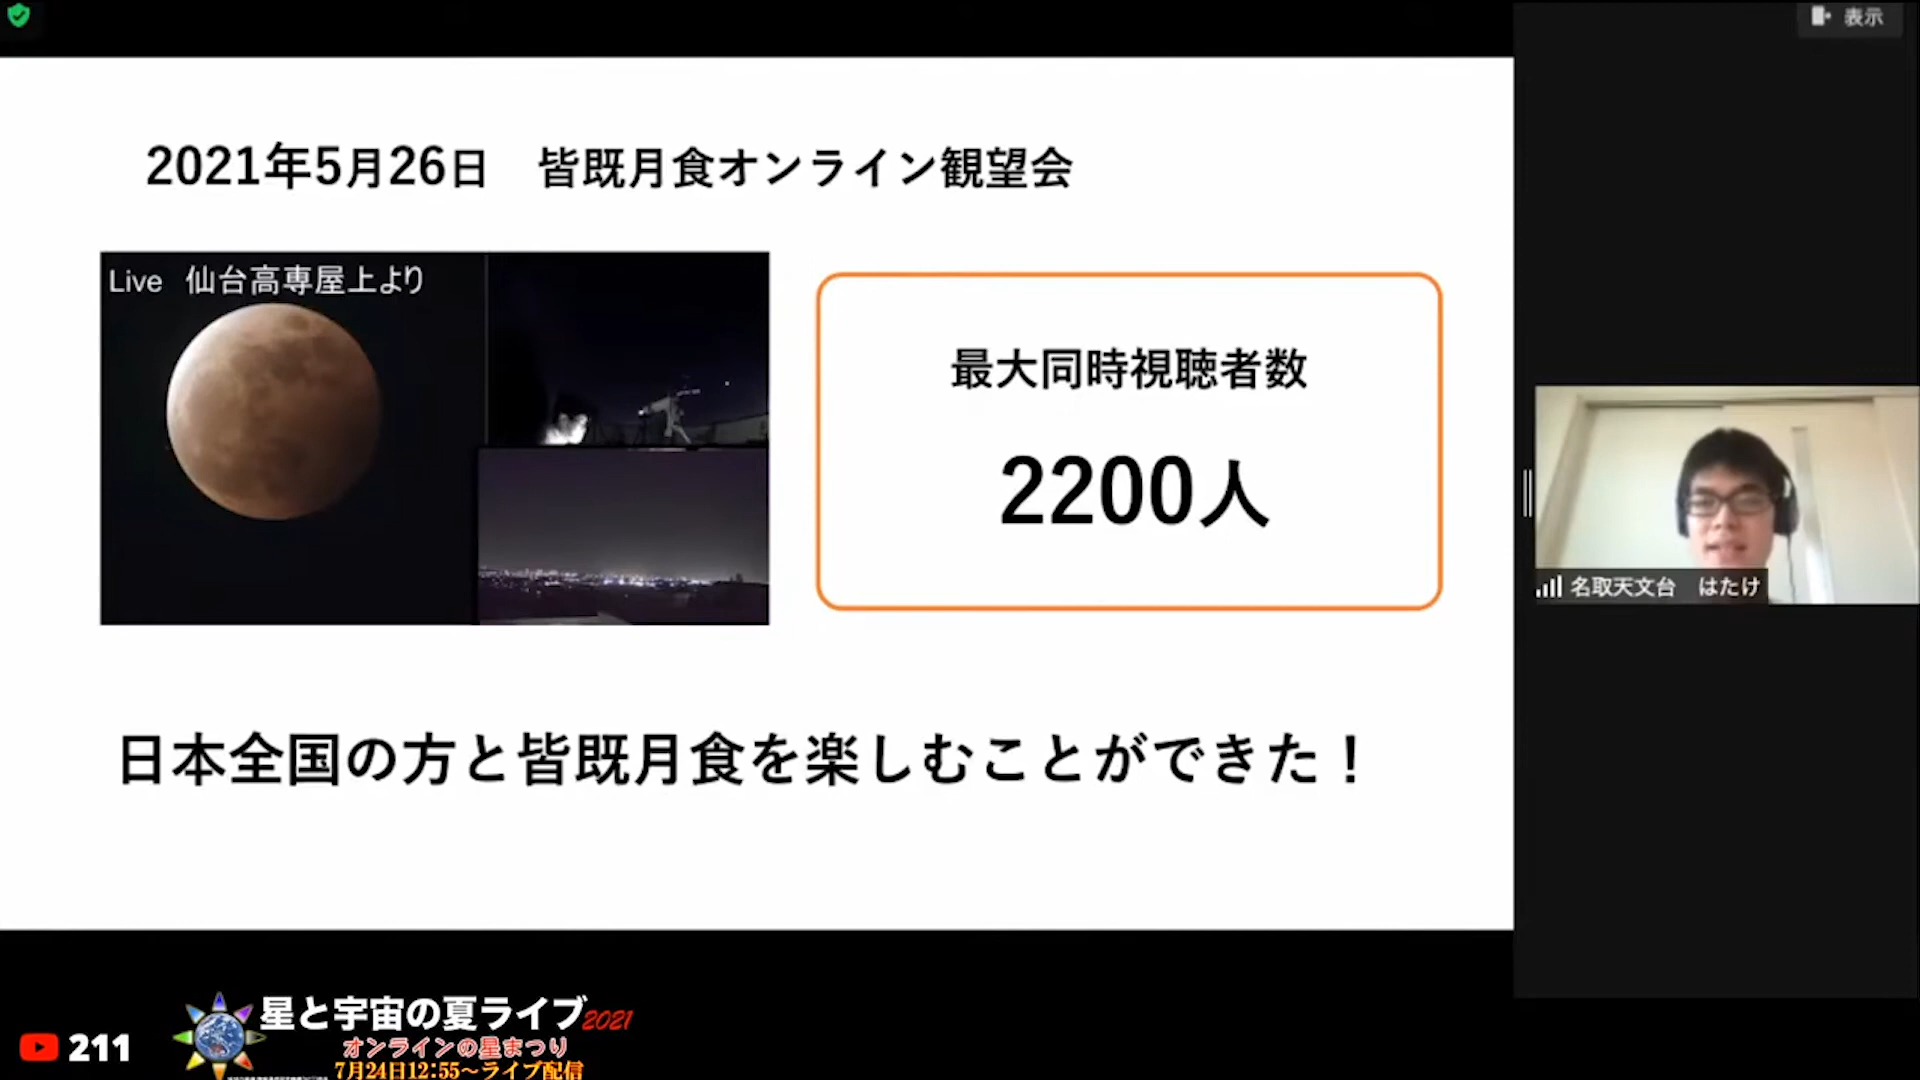 表示
2021年5月26日　皆既月食オンライン観望会
Live　仙台高専屋上より
最大同時視聴者数
2200人
日本全国の方と皆既月食を楽しむことができた！
名取天文台　はたけ
211
星と宇宙の夏ライブ2021
オンラインの星まつり
7月24日12:55～ライブ配信